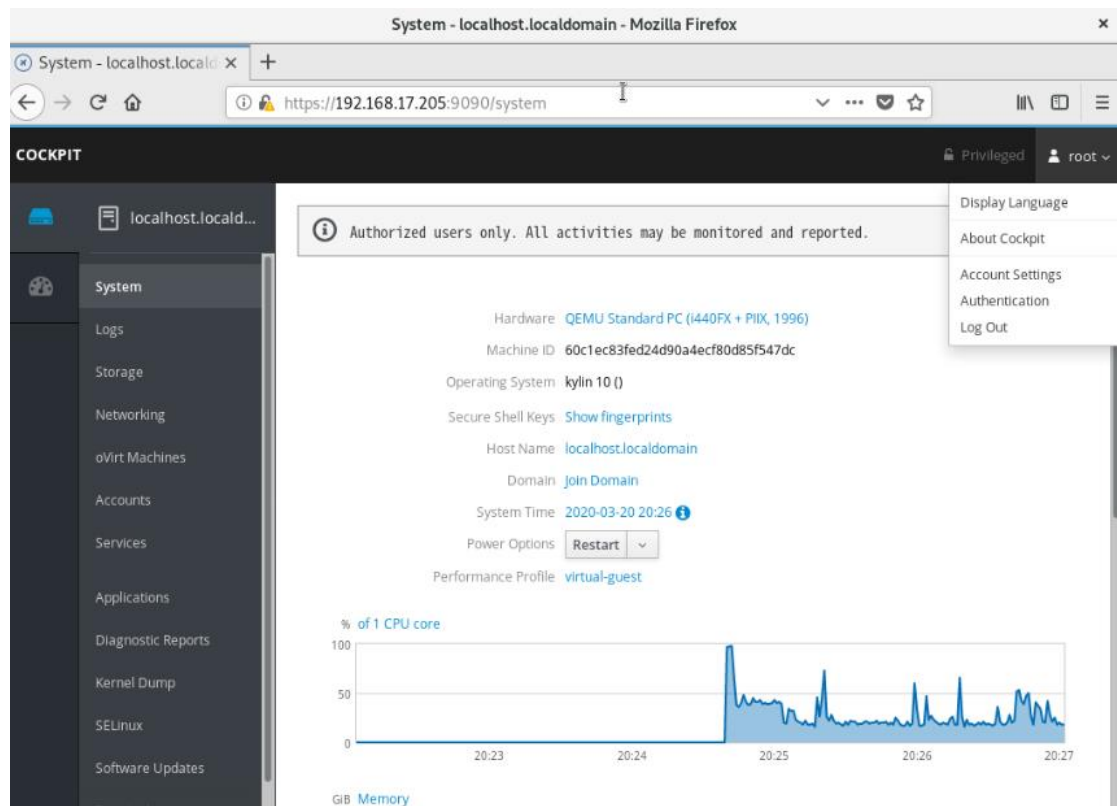 System - localhost.localdomain - Mozilla Firefox
System - localhost.locald
https://192.168.17.205:9090/system
COCKPIT
Privileged
root
Display Language
About Cockpit
Account Settings
Authentication
Log Out
localhost.locald...
System
Logs
Storage
Networking
oVirt Machines
Accounts
Services
Applications
Diagnostic Reports
Kernel Dump
SELinux
Software Updates
Authorized users only. All activities may be monitored and reported.
Hardware QEMU Standard PC (i440FX + PIIX, 1996)
Machine ID 60c1ec83fed24d90a4ecf80d85f547dc
Operating System kylin 10 ()
Secure Shell Keys Show fingerprints
Host Name localhost.localdomain
Domain Join Domain
System Time 2020-03-20 20:26
Power Options Restart
Performance Profile virtual-guest
% of 1 CPU core
100
50
0
20:23 20:24 20:25 20:26 20:27
GiB Memory